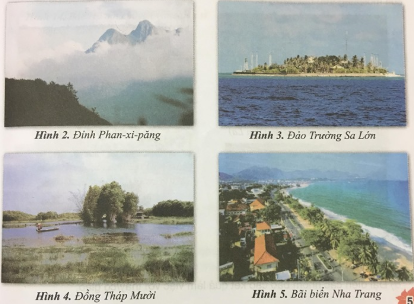 Hình 2. Đỉnh Phan-xi-păng
Hình 3. Đảo Trường Sa Lớn
Hình 4. Đồng Tháp Mười
Hình 5. Bãi biển Nha Trang
5